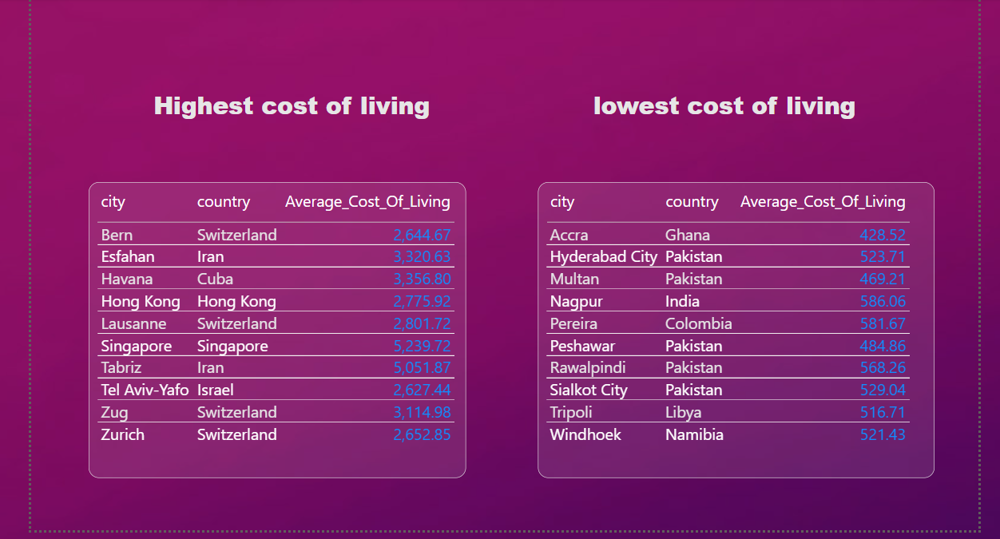 Highest cost of living
city country Average_Cost_Of_Living
Bern Switzerland 2,644.67
Esfahan Iran 3,320.63
Havana Cuba 3,356.80
Hong Kong Hong Kong 2,775.92
Lausanne Switzerland 2,801.72
Singapore Singapore 5,239.72
Tabriz Iran 5,051.87
Tel Aviv-Yafo Israel 2,627.44
Zug Switzerland 3,114.98
Zurich Switzerland 2,652.85
lowest cost of living
city country Average_Cost_Of_Living
Accra Ghana 428.52
Hyderabad City Pakistan 523.71
Multan Pakistan 469.21
Nagpur India 586.06
Pereira Colombia 581.67
Peshawar Pakistan 484.86
Rawalpindi Pakistan 568.26
Sialkot City Pakistan 529.04
Tripoli Libya 516.71
Windhoek Namibia 521.43